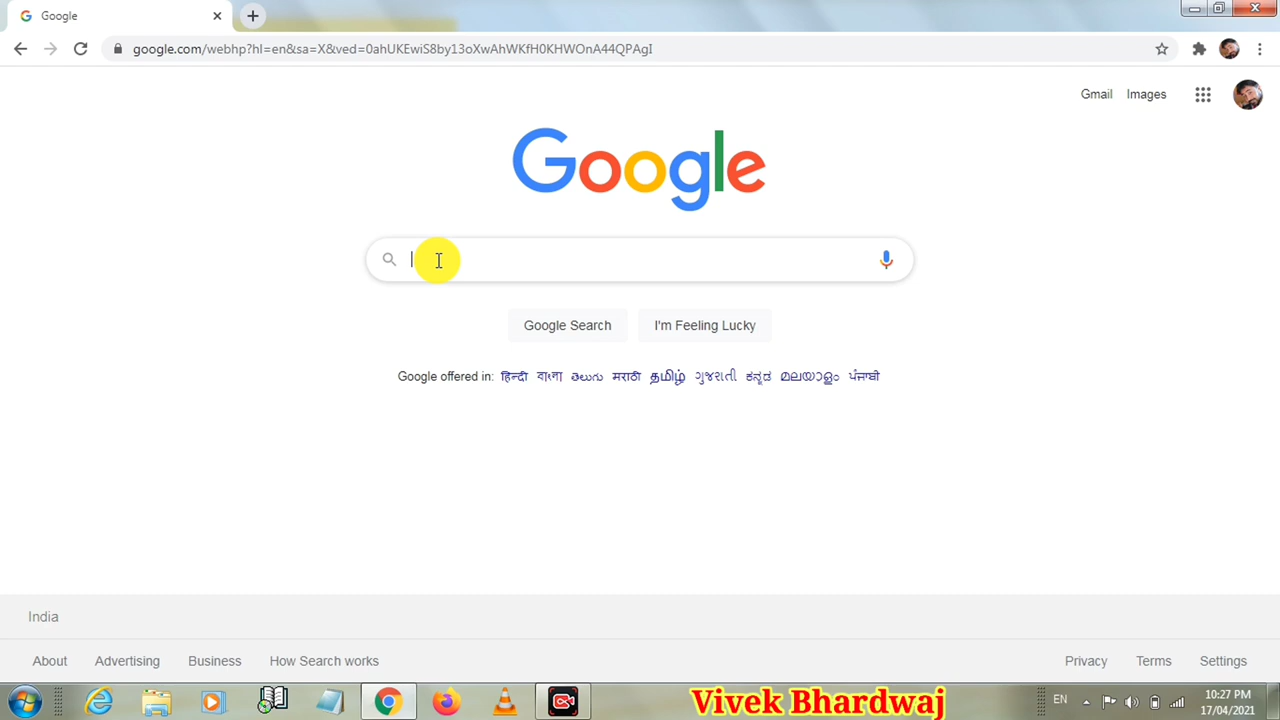 Google
google.com/webhp?hl=en&sa=X&ved=0ahUKEwiS8by13oXwAhWKfH0KHWOnA44QPAgI
Gmail Images
Google
Google Search I'm Feeling Lucky
Google offered in: हिन्दी বাংলা తెలుగు मराठी தமிழ் ગુજરાતી ಕನ್ನಡ മലയാളം ਪੰਜਾਬੀ
India
About Advertising Business How Search works Privacy Terms Settings
Vivek Bhardwaj
EN
10:27 PM
17/04/2021